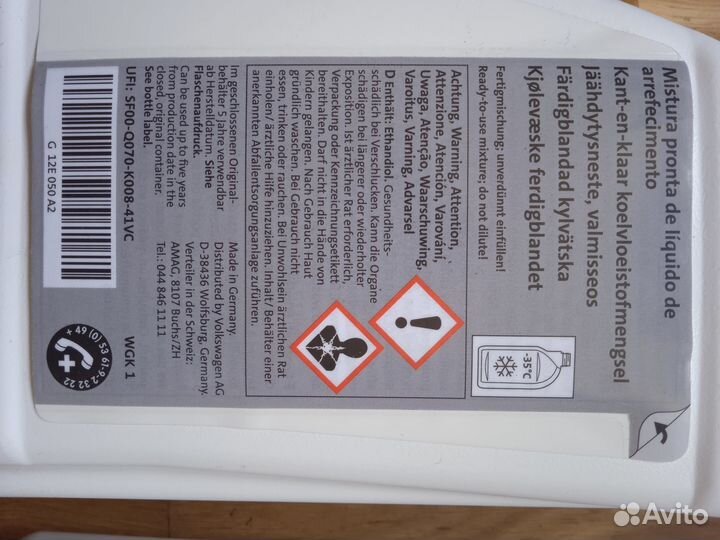 Mistura pronta de líquido de
arrefecimento
Kant-en-klaar koelvloeistofmengsel
Jäähdytysneste, valmisseos
Färdigblandad kylvätska
Kjølevæske ferdigblandet
Fertigmischung: unverdünnt einfüllen!
Ready-to-use mixture: do not dilute!
-35°C
Achtung, Warning, Attention,
Attenzione, Atención, Varování,
Uwaga, Atenção, Waarschuwing,
Varoitus, Varning, Advarsel
D Enthält: Ethandiol. Gesundheits-
schädlich bei Verschlucken. Kann die Organe
schädigen bei längerer oder wiederholter
Exposition. Ist ärztlicher Rat erforderlich,
Verpackung oder Kennzeichnungsetikett
bereithalten. Darf nicht in die Hände von
Kindern gelangen. Nach Gebrauch Haut
gründlich waschen. Bei Gebrauch nicht
essen, trinken oder rauchen. Bei Unwohlsein ärztlichen Rat
einholen/ ärztliche Hilfe hinzuziehen. Inhalt/ Behälter einer
anerkannten Abfallentsorgungsanlage zuführen.
Im geschlossenen Original-
behälter 5 Jahre verwendbar
ab Herstelldatum. Siehe
Flaschenaufdruck.
Can be used up to five years
from production date in the
closed, original container.
See bottle label.
Made in Germany.
Distributed by Volkswagen AG
D-38436 Wolfsburg, Germany.
Verteiler in der Schweiz:
AMAG, 8107 Buchs/ZH
Tel.: 044 846 11 11
UFI: SF00-Q070-K008-41VC
WGK 1
G 12E 050 A2
+ 49 (0) 53 61-9-2 32 22
Avito